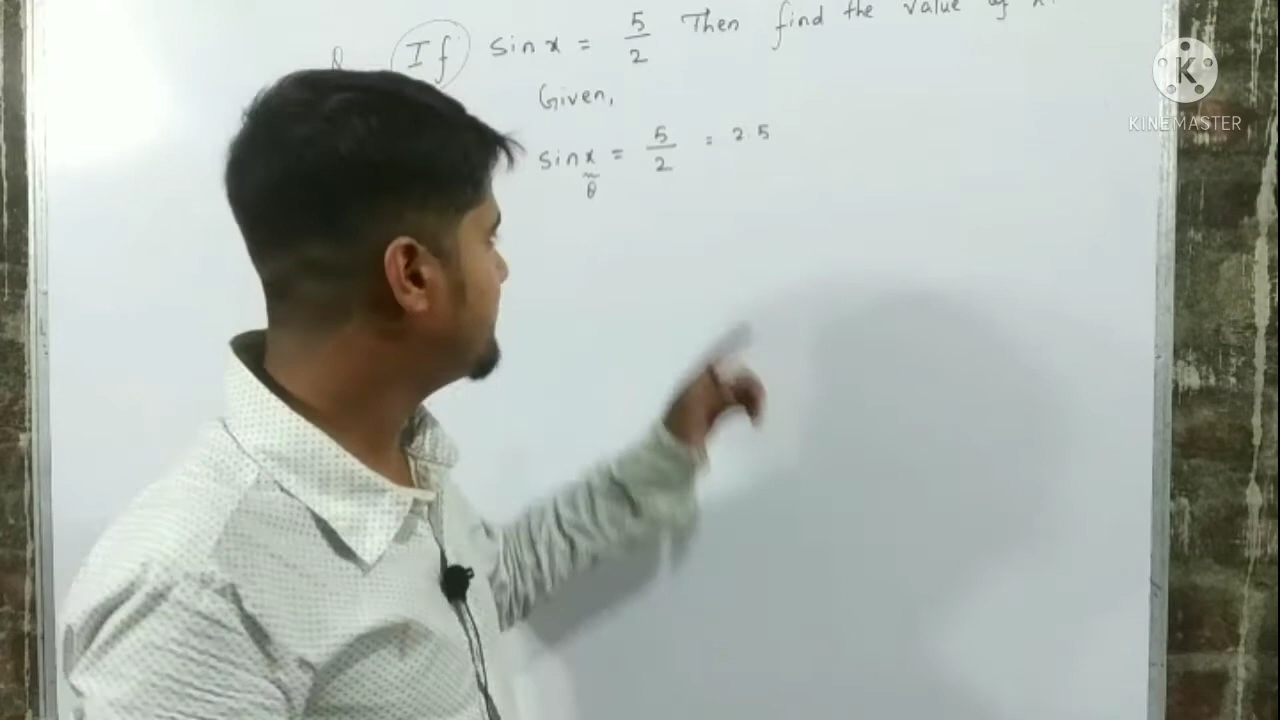 If sin x = 5/2 Then find the value of x.
Given,
sin x = 5/2 = 2.5
θ
K
KINEMASTER